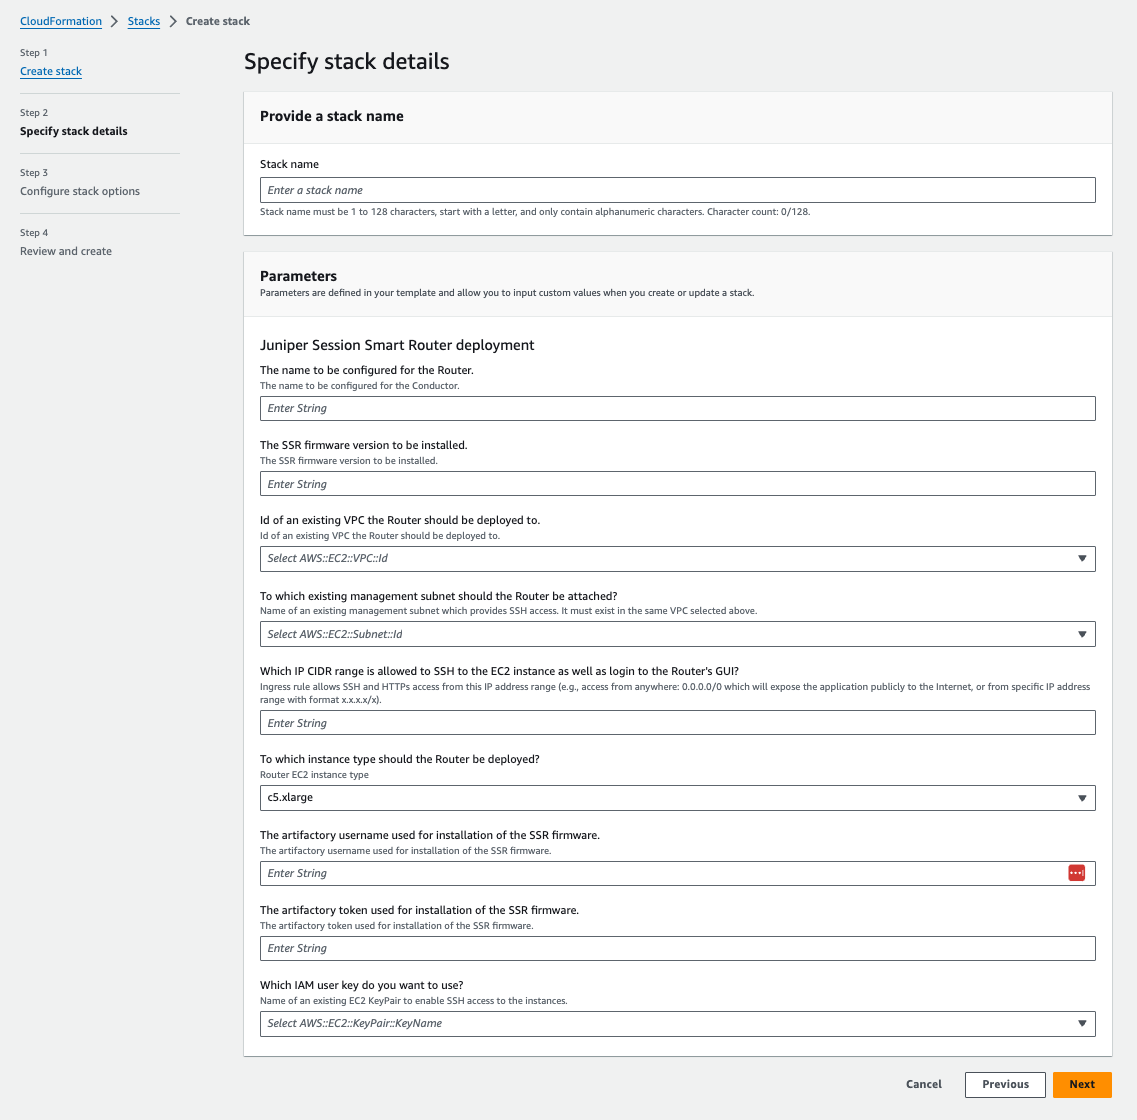 CloudFormation > Stacks > Create stack
Step 1
Create stack
Step 2
Specify stack details
Step 3
Configure stack options
Step 4
Review and create
Specify stack details
Provide a stack name
Stack name
Enter a stack name
Stack name must be 1 to 128 characters, start with a letter, and only contain alphanumeric characters. Character count: 0/128.
Parameters
Parameters are defined in your template and allow you to input custom values when you create or update a stack.
Juniper Session Smart Router deployment
The name to be configured for the Router.
The name to be configured for the Conductor.
Enter String
The SSR firmware version to be installed.
The SSR firmware version to be installed.
Enter String
Id of an existing VPC the Router should be deployed to.
Id of an existing VPC the Router should be deployed to.
Select AWS::EC2::VPC::Id
To which existing management subnet should the Router be attached?
Name of an existing management subnet which provides SSH access. It must exist in the same VPC selected above.
Select AWS::EC2::Subnet::Id
Which IP CIDR range is allowed to SSH to the EC2 instance as well as login to the Router's GUI?
Ingress rule allows SSH and HTTPs access from this IP address range (e.g., access from anywhere: 0.0.0.0/0 which will expose the application publicly to the Internet, or from specific IP address
range with format x.x.x.x/x).
Enter String
To which instance type should the Router be deployed?
Router EC2 instance type
c5.xlarge
The artifactory username used for installation of the SSR firmware.
The artifactory username used for installation of the SSR firmware.
Enter String
The artifactory token used for installation of the SSR firmware.
The artifactory token used for installation of the SSR firmware.
Enter String
Which IAM user key do you want to use?
Name of an existing EC2 KeyPair to enable SSH access to the instances.
Select AWS::EC2::KeyPair::KeyName
Cancel
Previous
Next